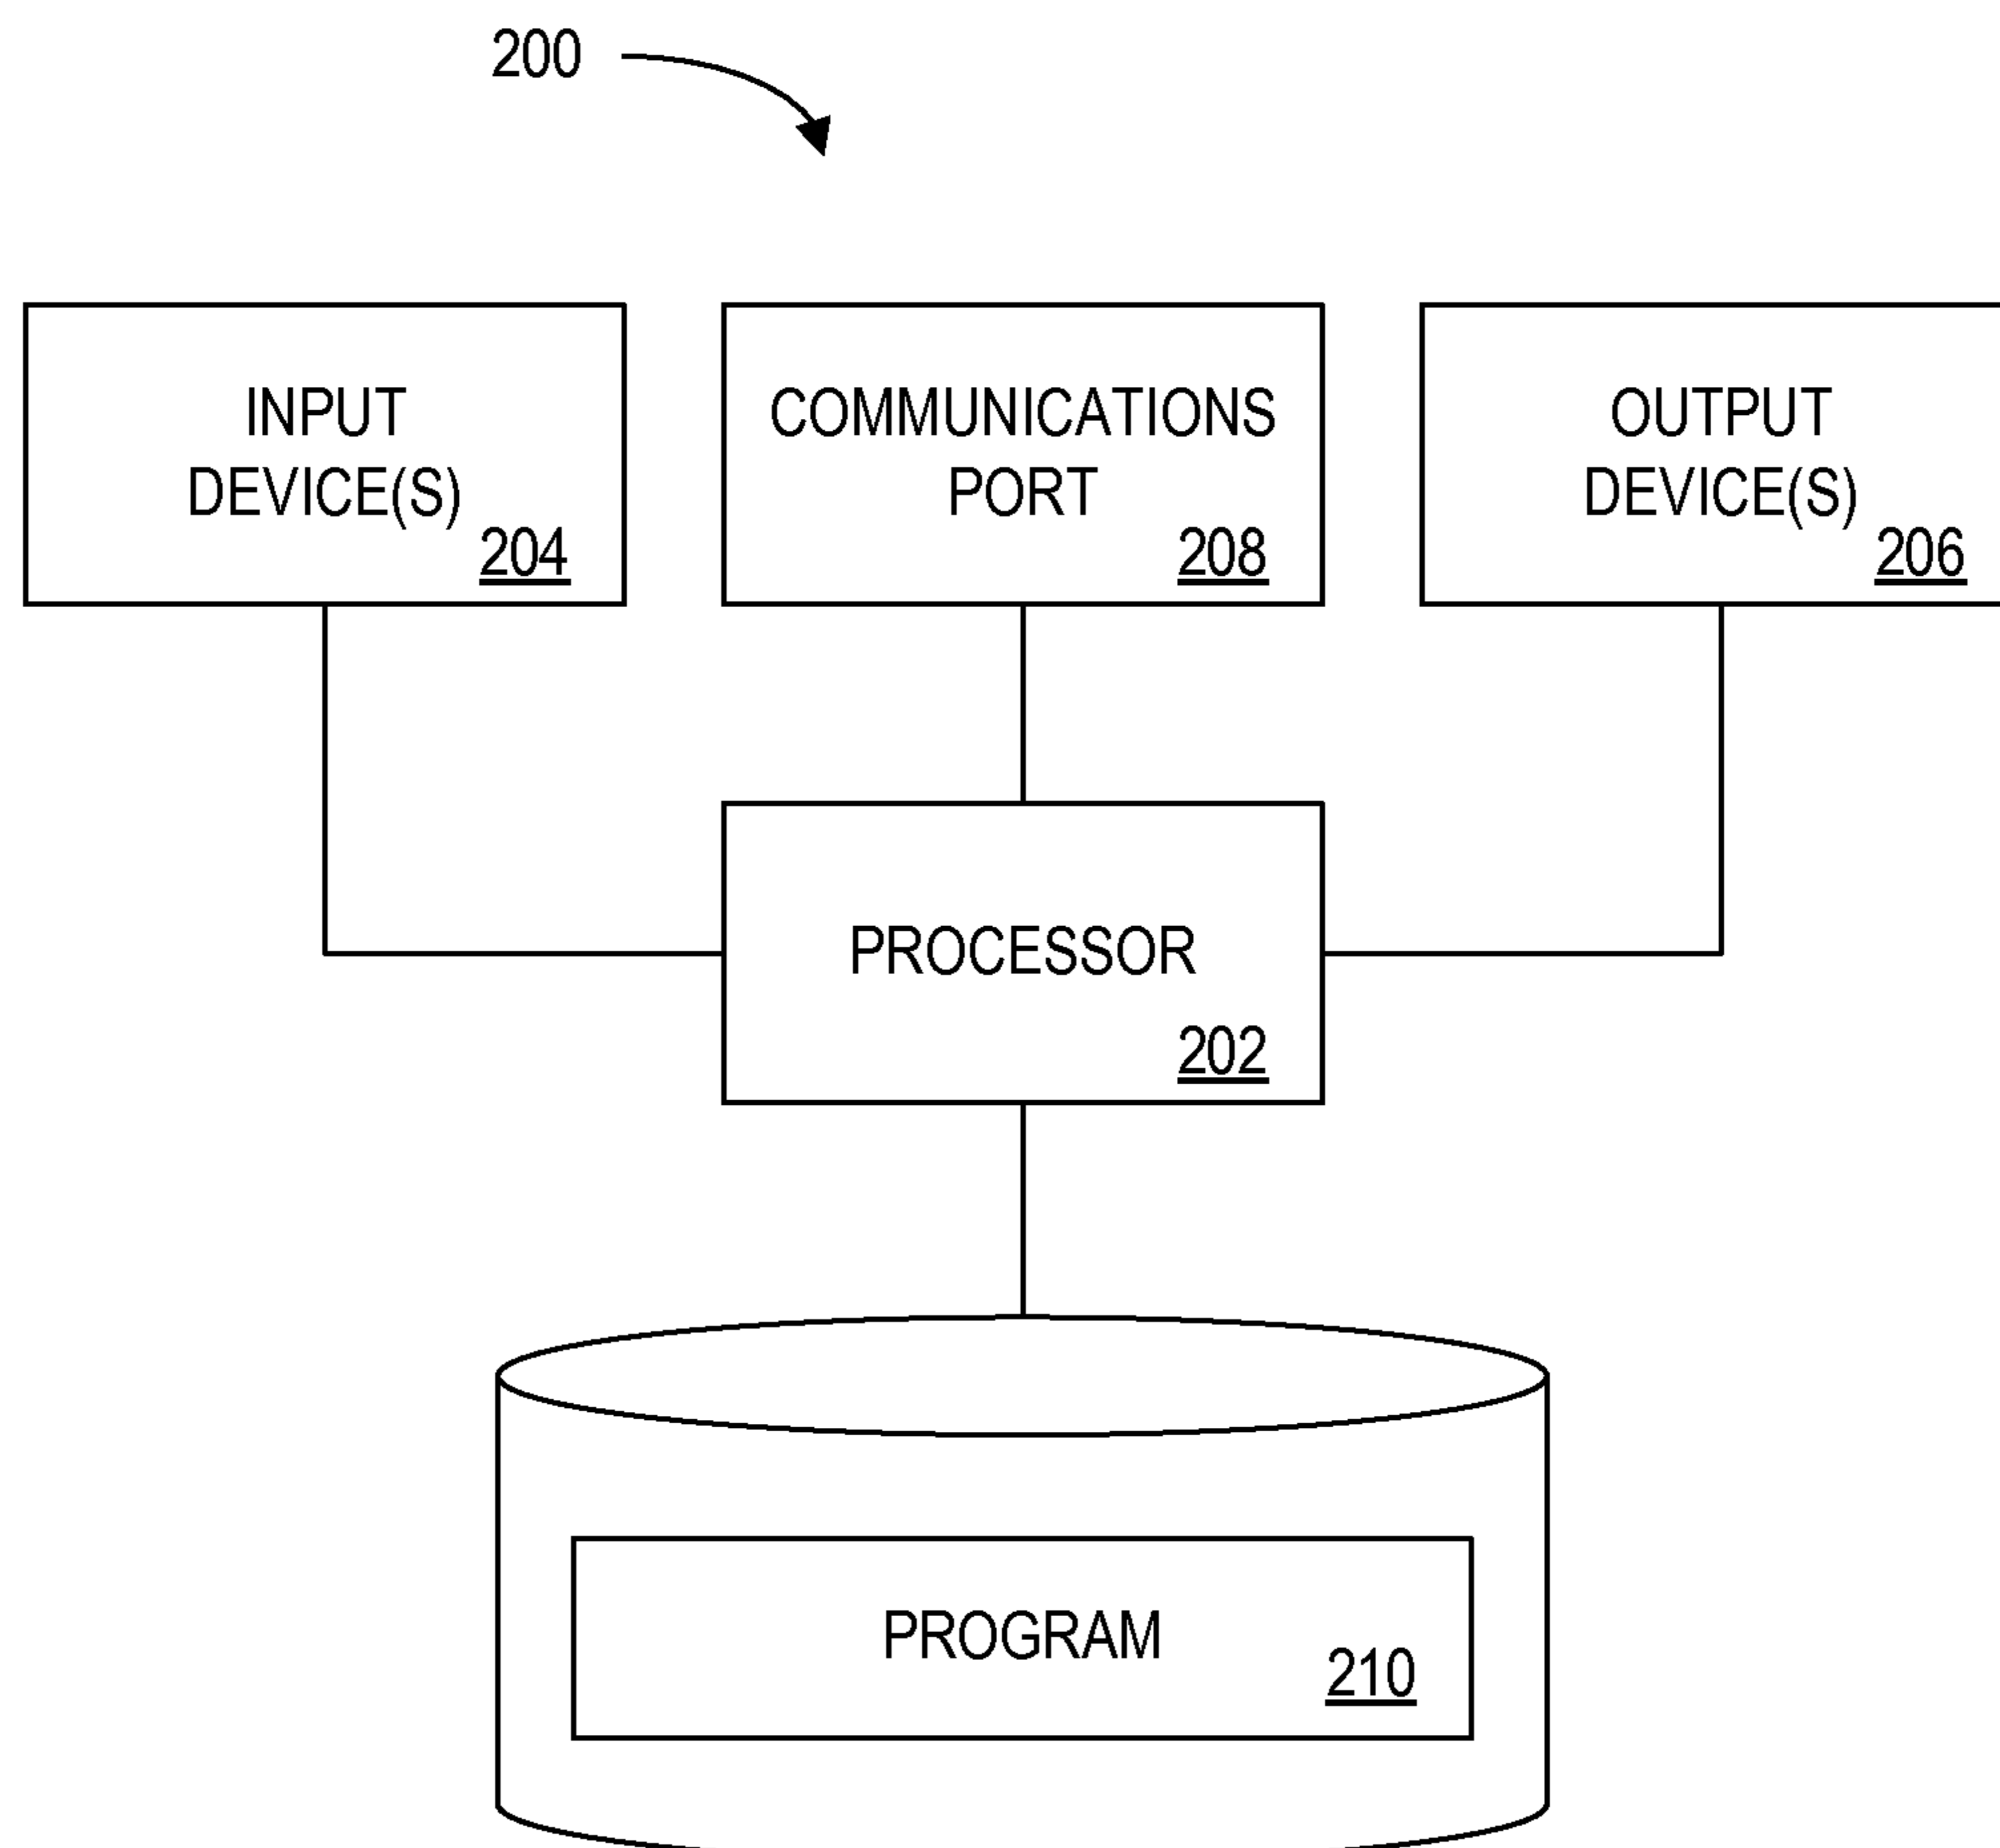 200
INPUT
DEVICE(S)
204
COMMUNICATIONS
PORT
208
OUTPUT
DEVICE(S)
206
PROCESSOR
202
PROGRAM
210